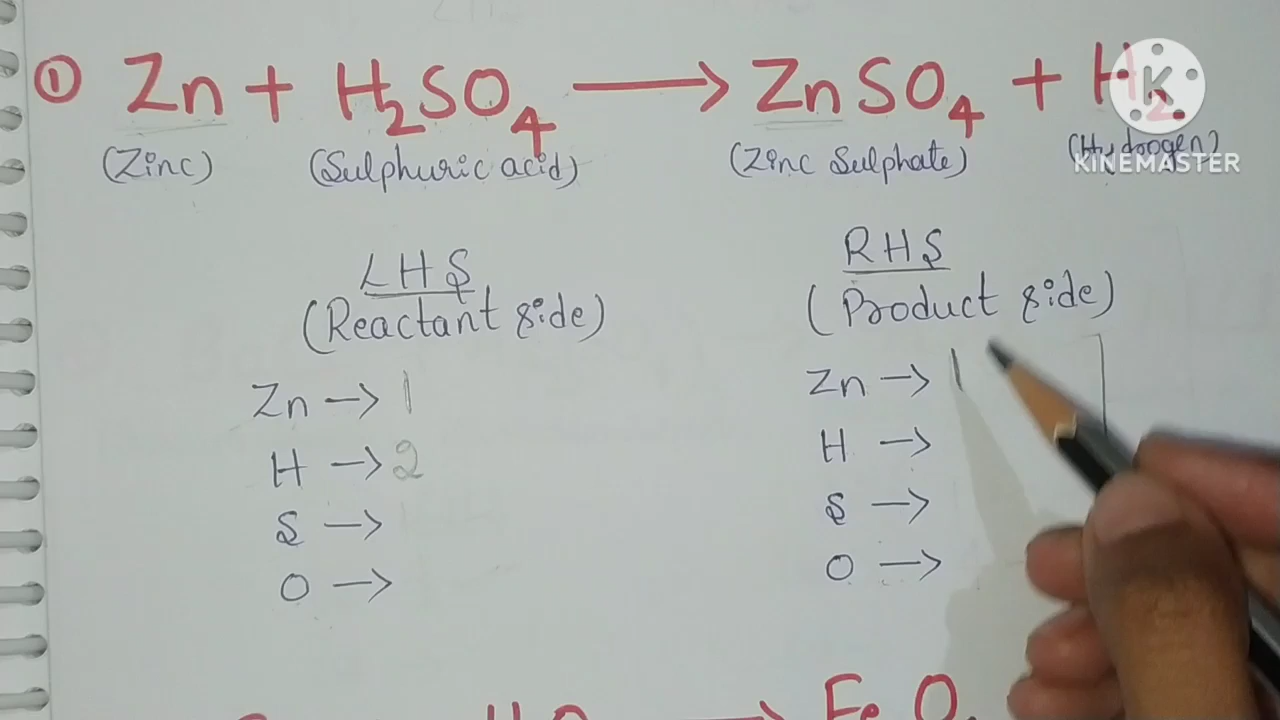 ① Zn + H₂SO₄ ⟶ ZnSO₄ + H₂
(Zinc) (Sulphuric acid) (Zinc Sulphate) (Hydrogen)
K
KINEMASTER
LHS RHS
(Reactant side) (Product side)
Zn → 1 Zn → 1
H → 2 H →
S → S →
O → O →